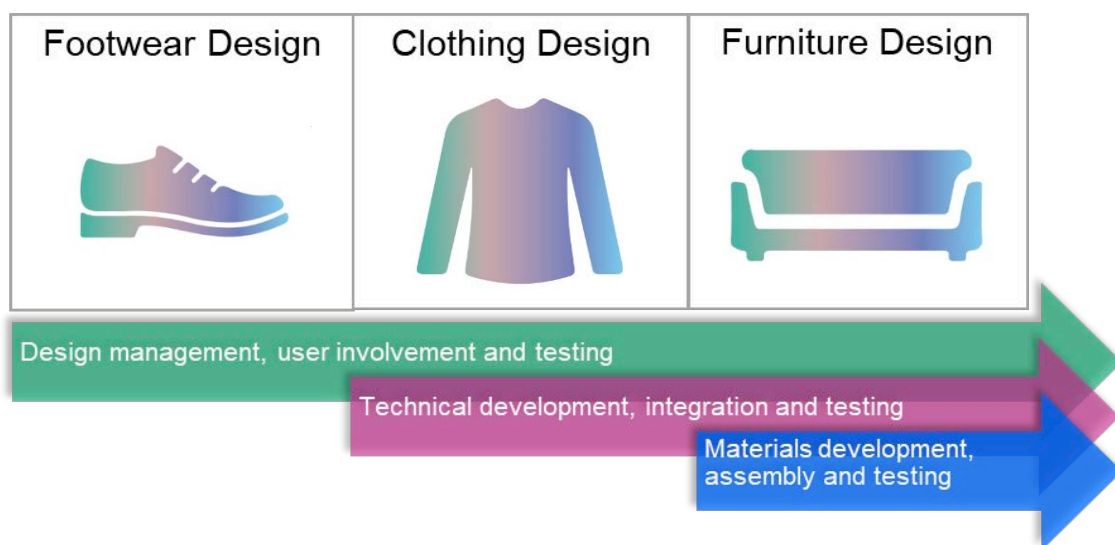 Footwear Design
Clothing Design
Furniture Design
Design management, user involvement and testing
Technical development, integration and testing
Materials development,
assembly and testing